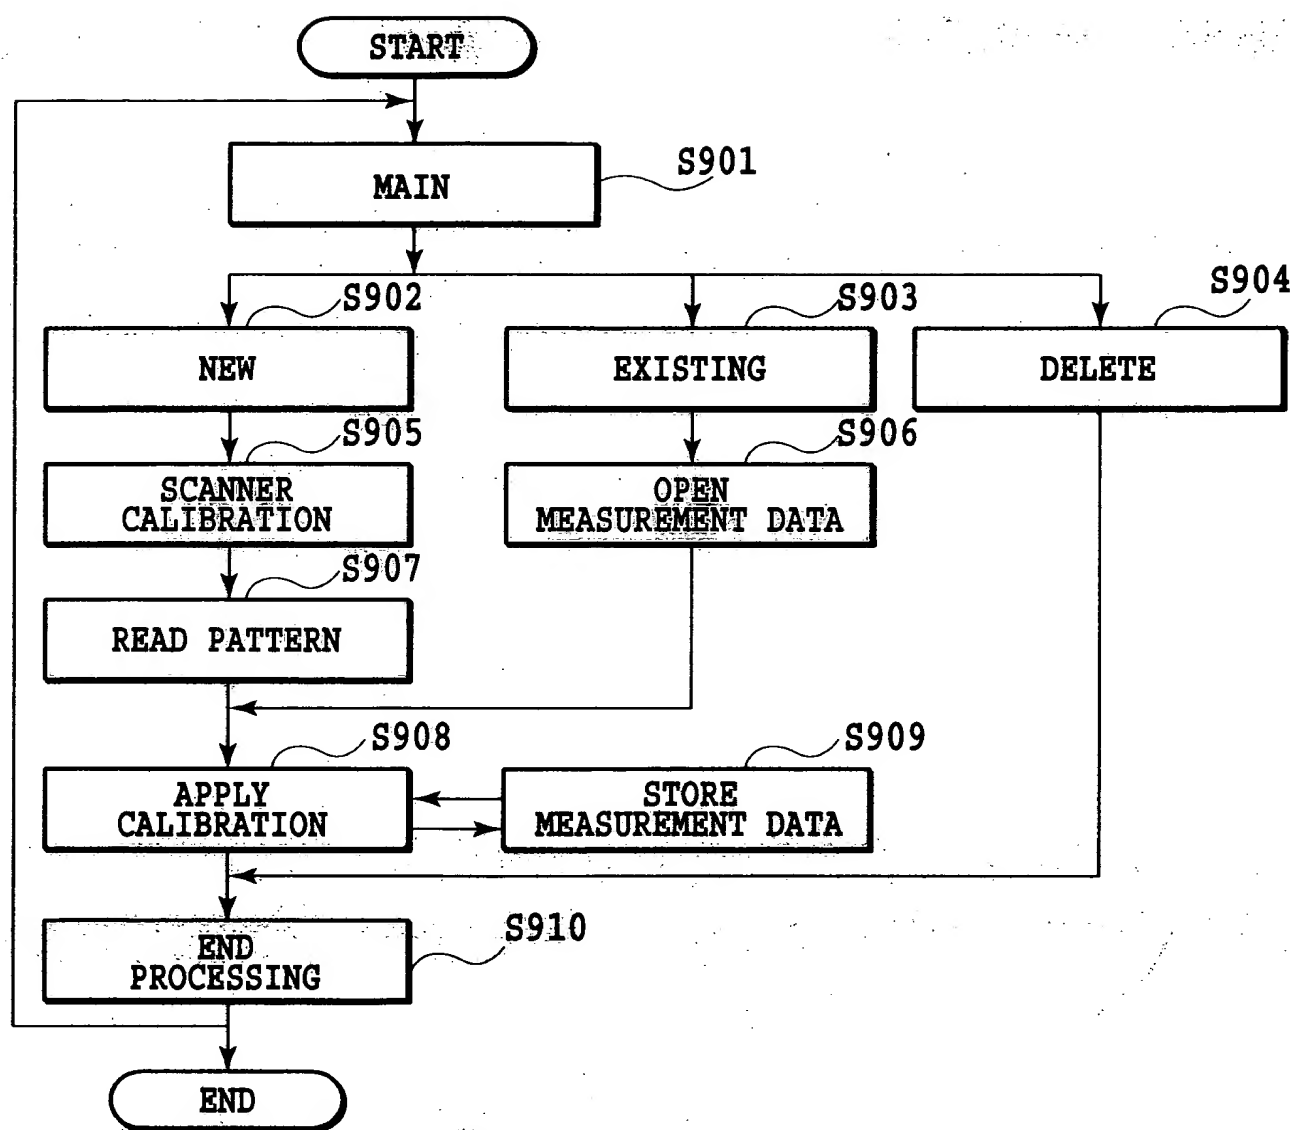 START
MAIN
S901
S902
S903
S904
NEW
EXISTING
DELETE
S905
S906
SCANNER
CALIBRATION
OPEN
MEASUREMENT DATA
S907
READ PATTERN
S908
S909
APPLY
CALIBRATION
STORE
MEASUREMENT DATA
S910
END
PROCESSING
END